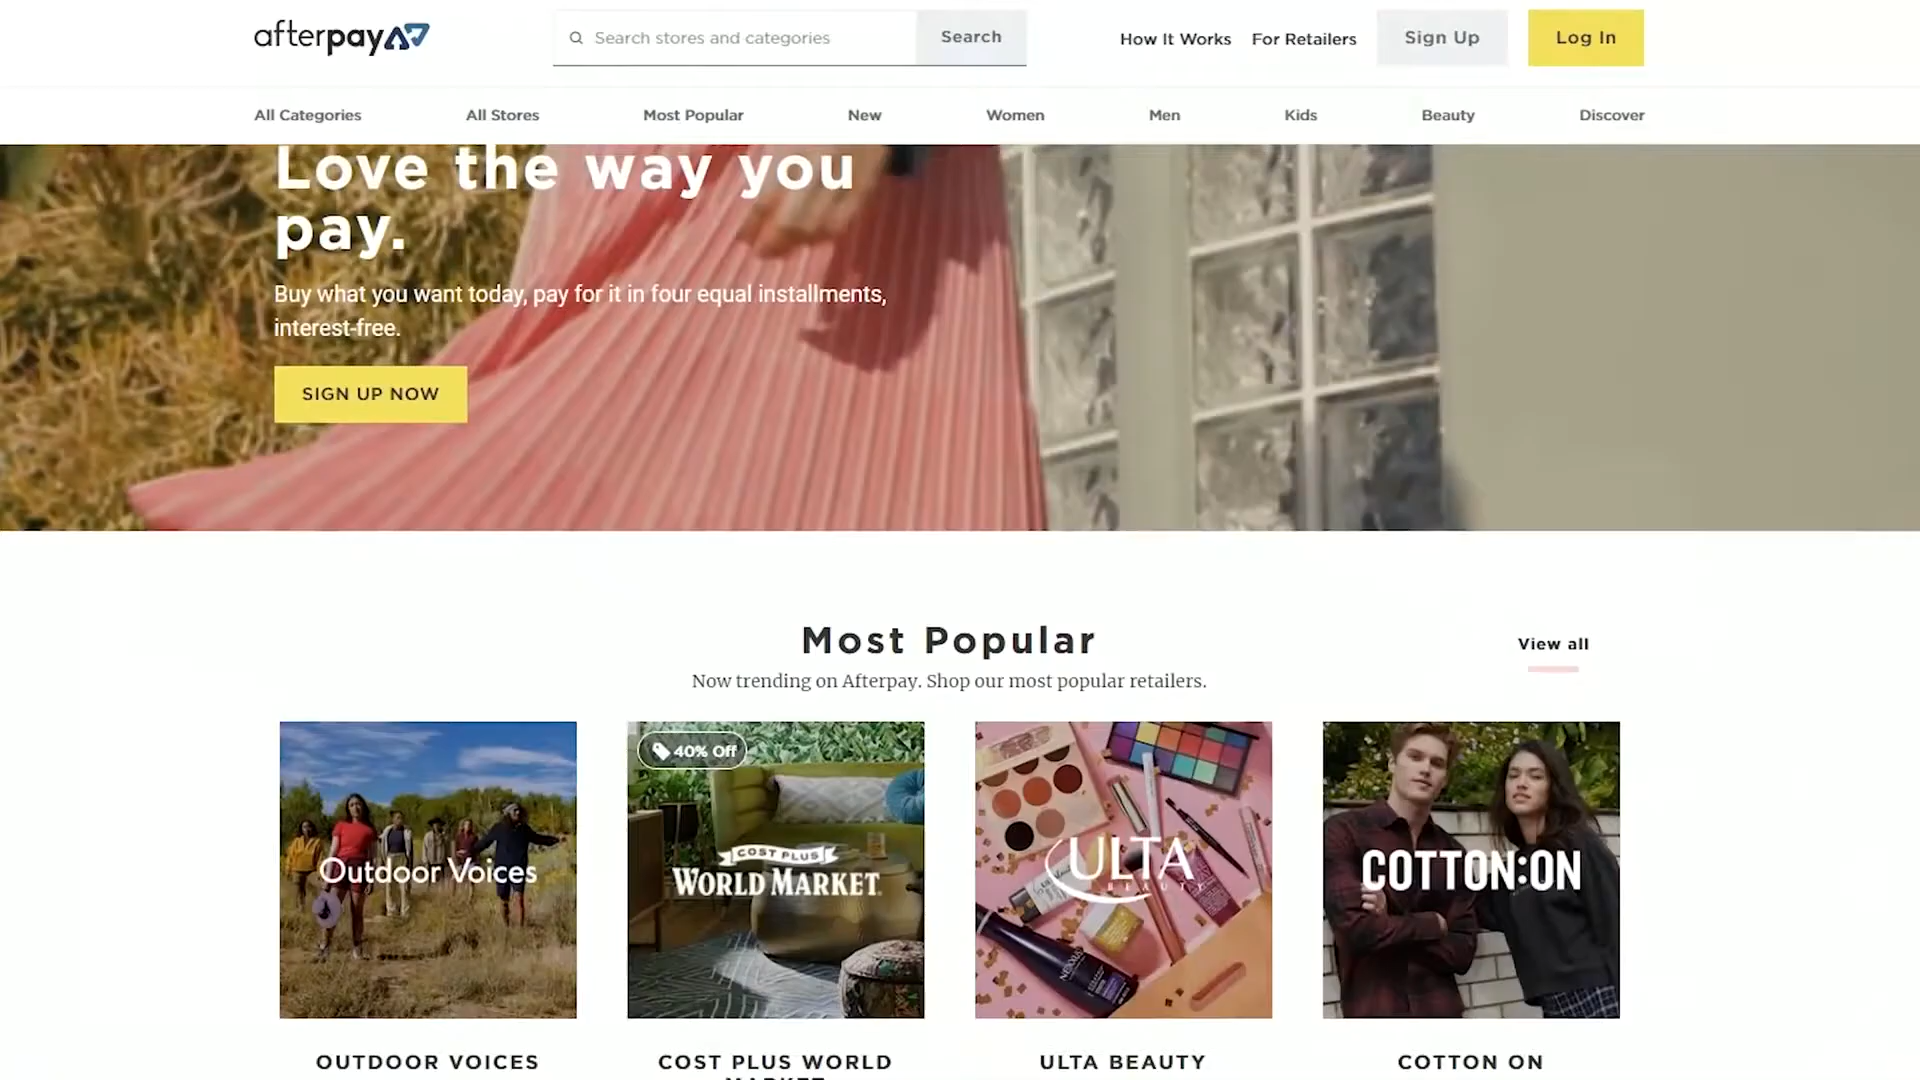 afterpay
Search stores and categories
Search
How It Works
For Retailers
Sign Up
Log In
All Categories
All Stores
Most Popular
New
Women
Men
Kids
Beauty
Discover
Love the way you
pay.
Buy what you want today, pay for it in four equal installments,
interest-free.
SIGN UP NOW
Most Popular
View all
Now trending on Afterpay. Shop our most popular retailers.
Outdoor Voices
40% Off
COST PLUS
WORLD MARKET
ULTA
BEAUTY
COTTON:ON
OUTDOOR VOICES
COST PLUS WORLD
MARKET
ULTA BEAUTY
COTTON ON